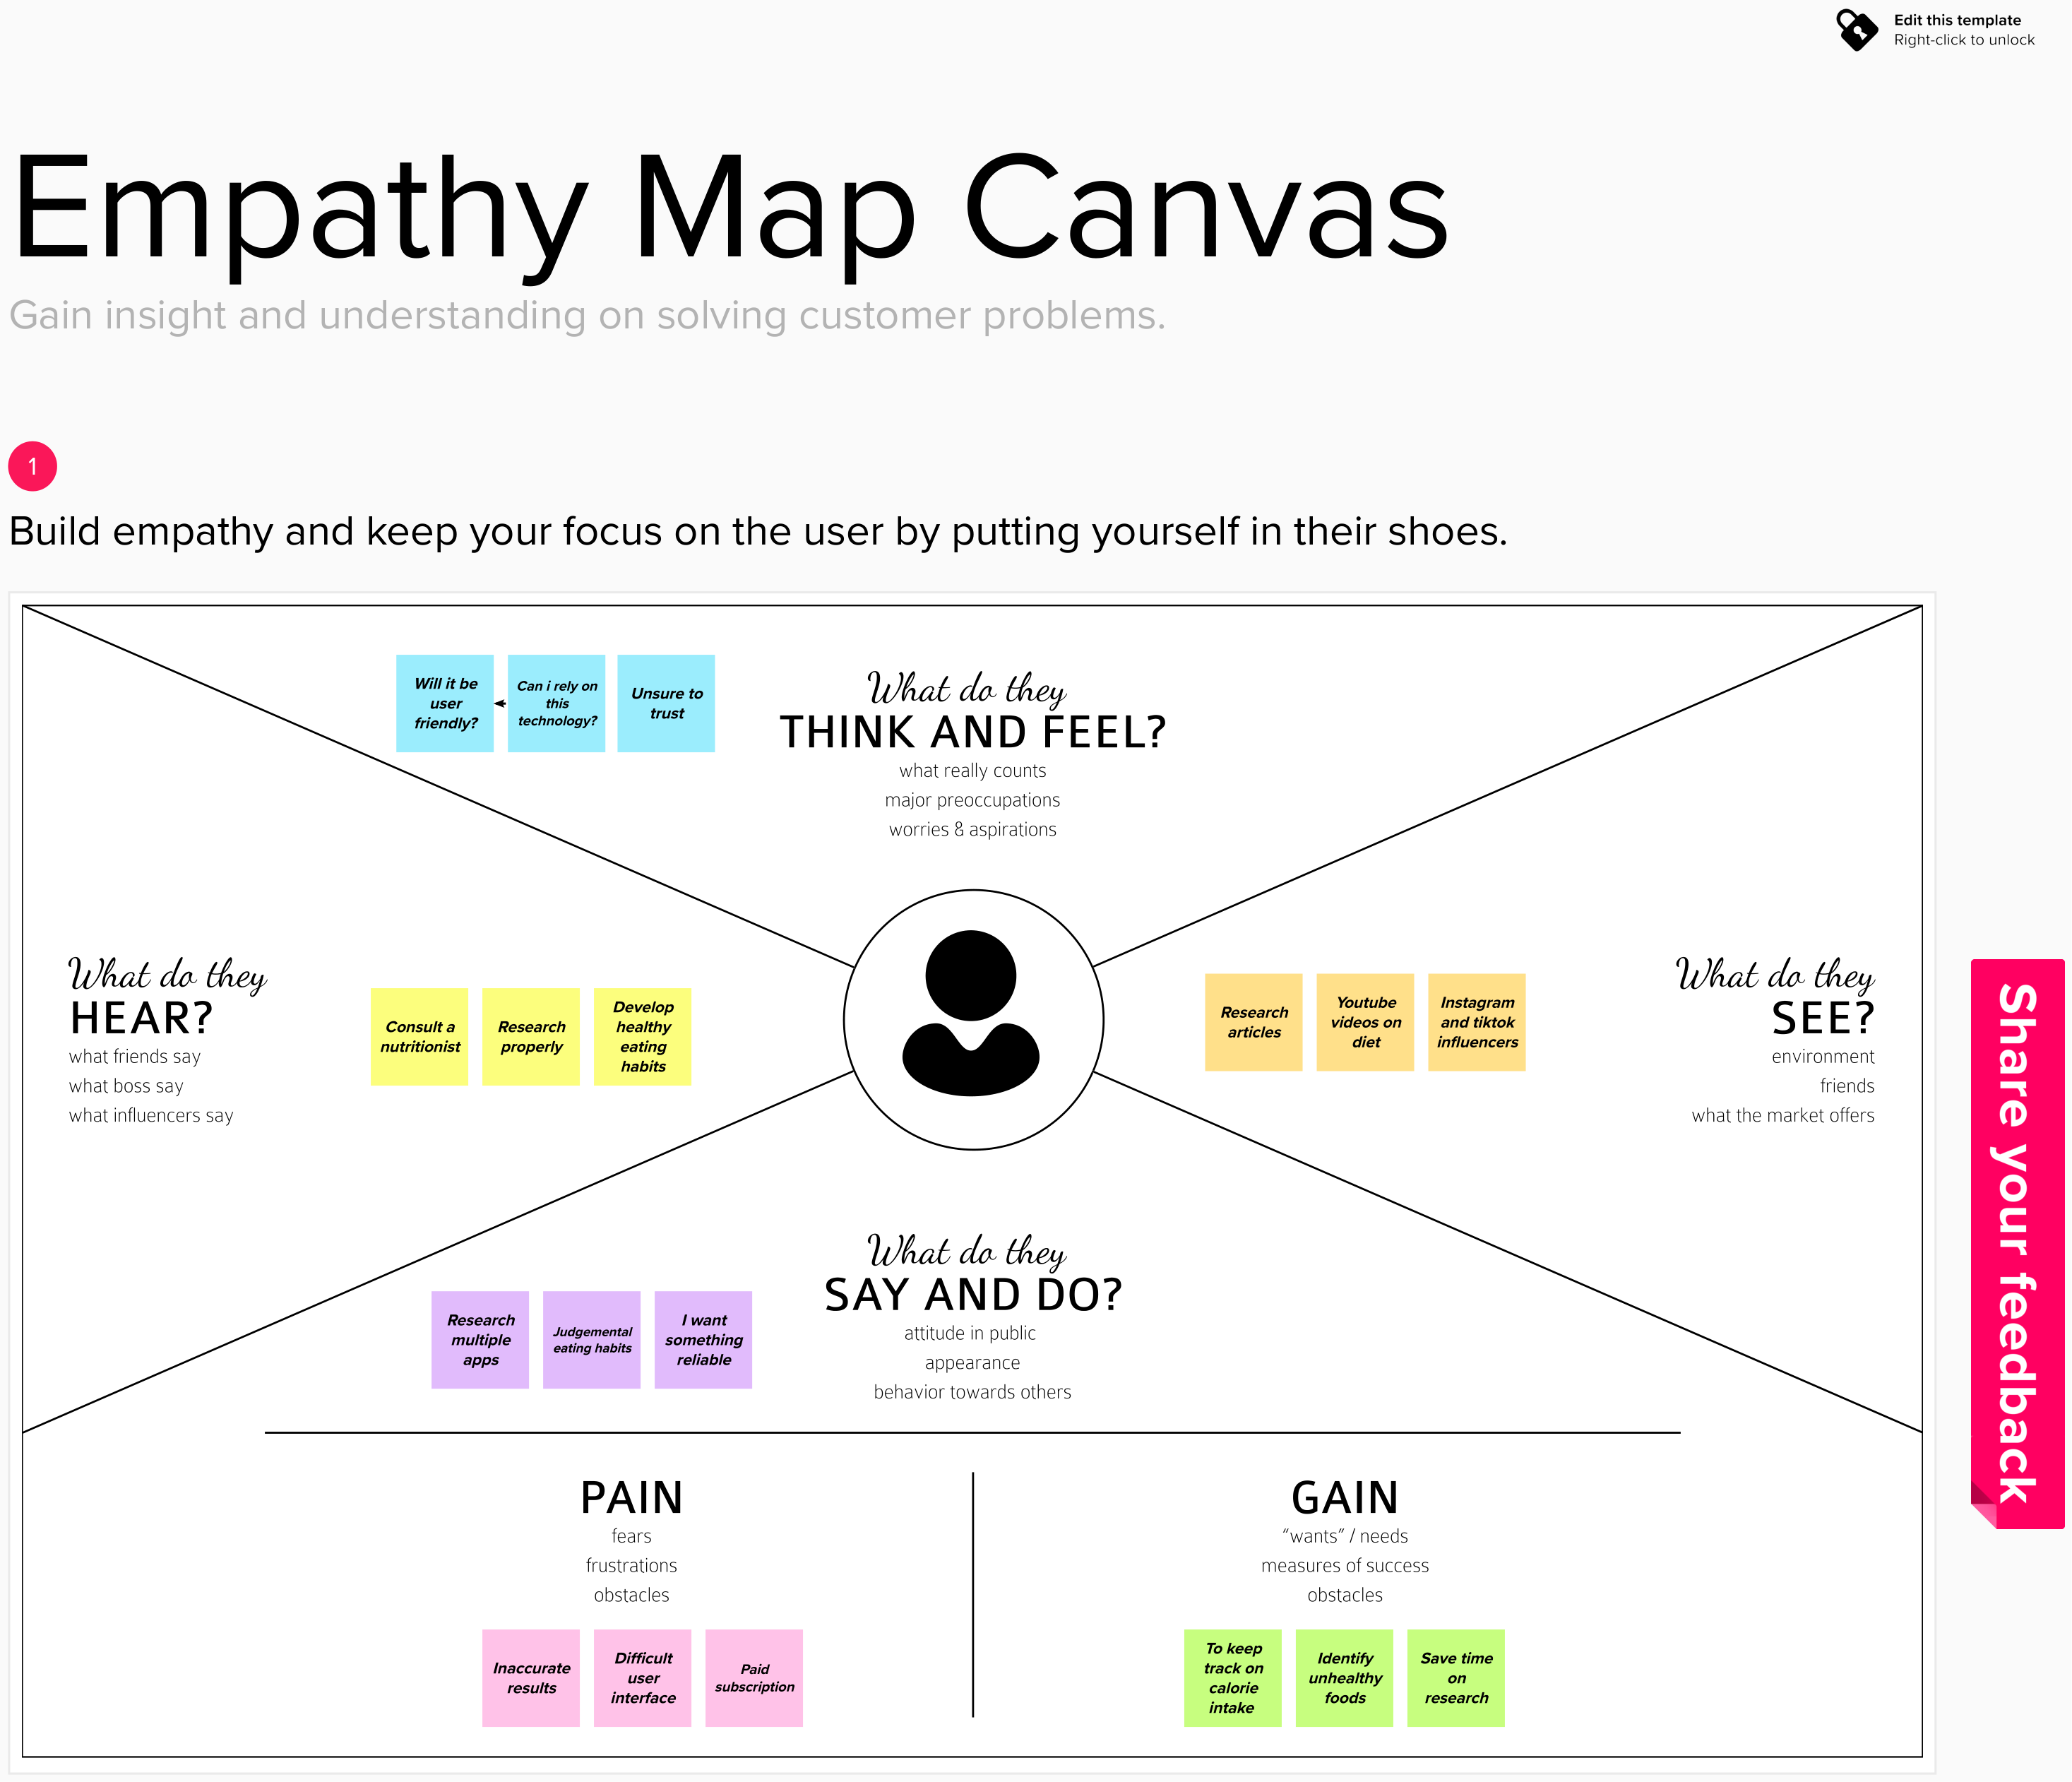 Edit this template
Right-click to unlock
Empathy Map Canvas
Gain insight and understanding on solving customer problems.
1
Build empathy and keep your focus on the user by putting yourself in their shoes.
Will it be
user
friendly?
Can i rely on
this
technology?
Unsure to
trust
What do they
THINK AND FEEL?
what really counts
major preoccupations
worries & aspirations
What do they
HEAR?
what friends say
what boss say
what influencers say
Consult a
nutritionist
Research
properly
Develop
healthy
eating
habits
Research
articles
Youtube
videos on
diet
Instagram
and tiktok
influencers
What do they
SEE?
environment
friends
what the market offers
Share your feedback
What do they
SAY AND DO?
attitude in public
appearance
behavior towards others
Research
multiple
apps
Judgemental
eating habits
I want
something
reliable
PAIN
fears
frustrations
obstacles
Inaccurate
results
Difficult
user
interface
Paid
subscription
GAIN
“wants” / needs
measures of success
obstacles
To keep
track on
calorie
intake
Identify
unhealthy
foods
Save time
on
research